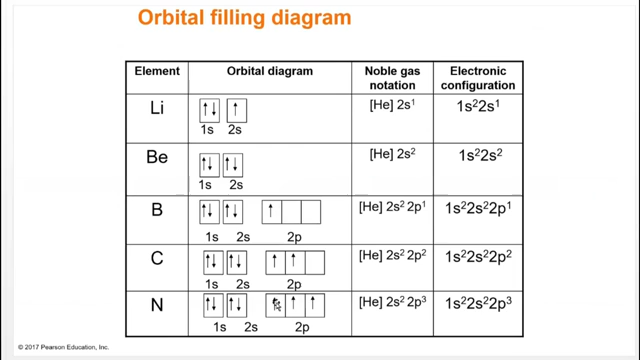 Orbital filling diagram
Element Orbital diagram Noble gas notation Electronic configuration
Li ↑↓ ↑ [He] 2s¹ 1s²2s¹
1s 2s
Be ↑↓ ↑↓ [He] 2s² 1s²2s²
1s 2s
B ↑↓ ↑↓ ↑ [He] 2s² 2p¹ 1s²2s²2p¹
1s 2s 2p
C ↑↓ ↑↓ ↑ ↑ [He] 2s² 2p² 1s²2s²2p²
1s 2s 2p
N ↑↓ ↑↓ ↑ ↑ ↑ [He] 2s² 2p³ 1s²2s²2p³
1s 2s 2p
© 2017 Pearson Education, Inc.